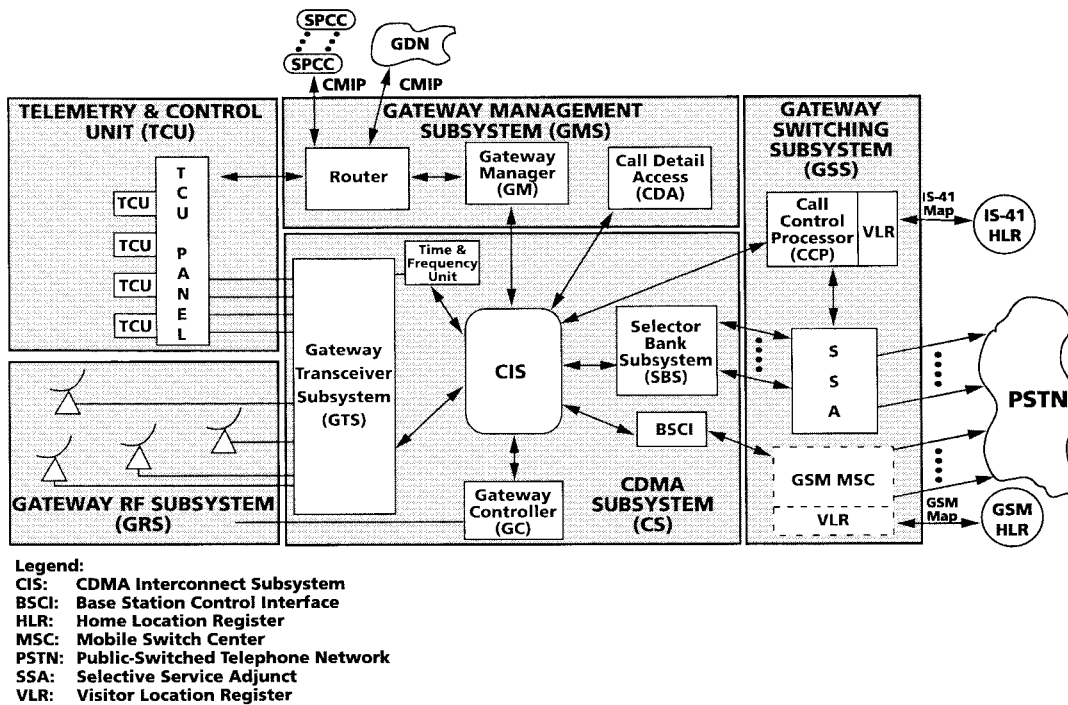 SPCC
SPCC
GDN
CMIP
CMIP
TELEMETRY & CONTROL
UNIT (TCU)
GATEWAY MANAGEMENT
SUBSYSTEM (GMS)
GATEWAY
SWITCHING
SUBSYSTEM
(GSS)
TCU PANEL
TCU
TCU
TCU
TCU
Router
Gateway
Manager
(GM)
Call Detail
Access
(CDA)
Call
Control
Processor
(CCP)
VLR
IS-41
Map
IS-41
HLR
Time &
Frequency
Unit
Gateway
Transceiver
Subsystem
(GTS)
CIS
Selector
Bank
Subsystem
(SBS)
SSA
PSTN
BSCI
GSM MSC
VLR
GSM
Map
GSM
HLR
Gateway
Controller
(GC)
CDMA
SUBSYSTEM
(CS)
GATEWAY RF SUBSYSTEM
(GRS)
Legend:
CIS: CDMA Interconnect Subsystem
BSCI: Base Station Control Interface
HLR: Home Location Register
MSC: Mobile Switch Center
PSTN: Public-Switched Telephone Network
SSA: Selective Service Adjunct
VLR: Visitor Location Register